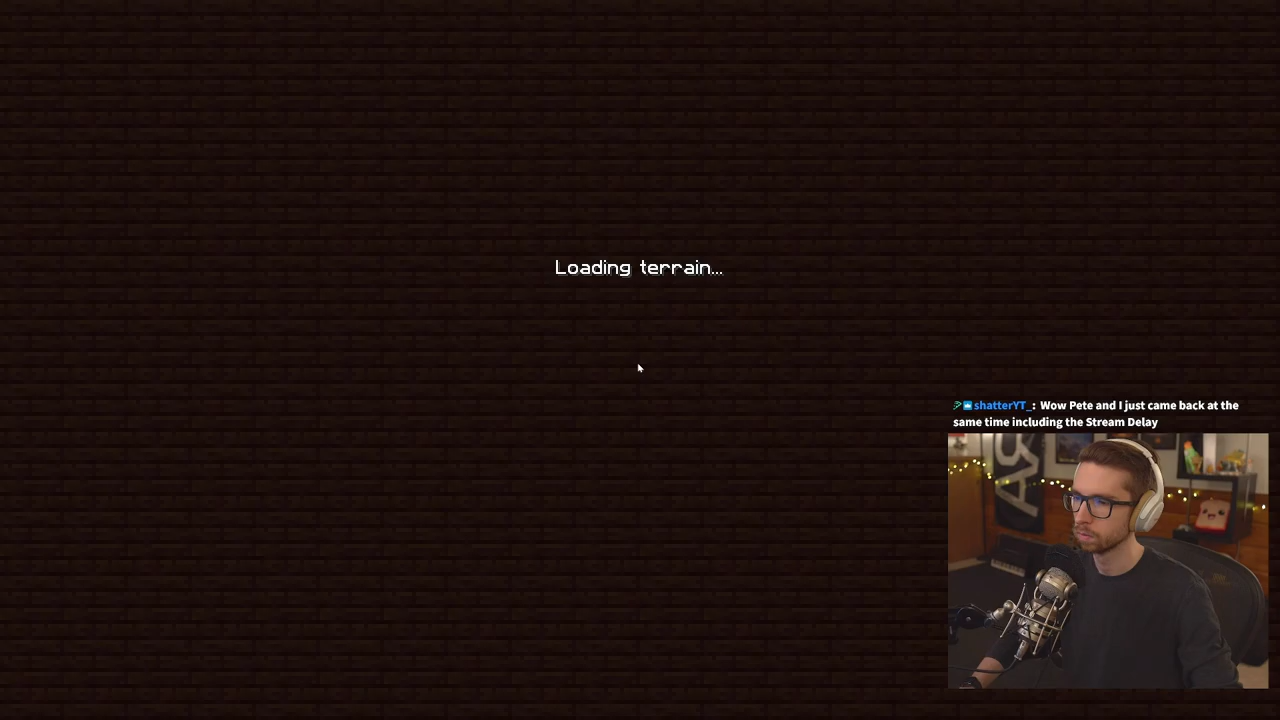 Loading terrain...
shatterYT_: Wow Pete and I just came back at the
same time including the Stream Delay